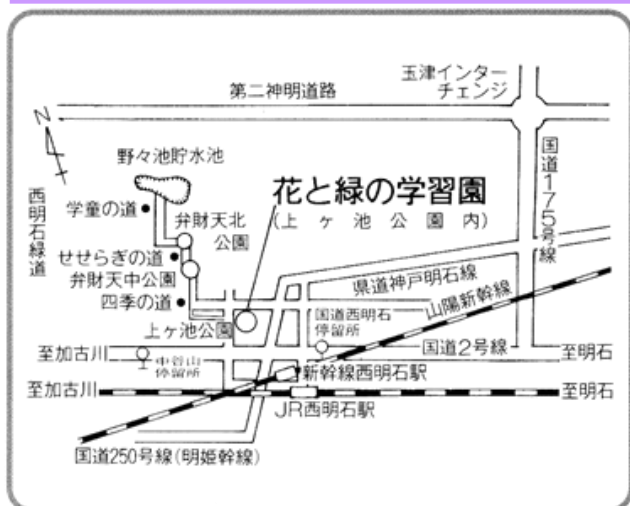 玉津インター
チェンジ
第二神明道路
N
野々池貯水池
国道175号線
西明石緑道
花と緑の学習園
(上ヶ池公園内)
学童の道
弁財天北
公園
せせらぎの道
弁財天中公園
県道神戸明石線
四季の道
山陽新幹線
国道西明石
停留所
上ヶ池公園
至加古川
中谷山
停留所
国道2号線
至明石
新幹線西明石駅
至加古川
至明石
JR西明石駅
国道250号線(明姫幹線)